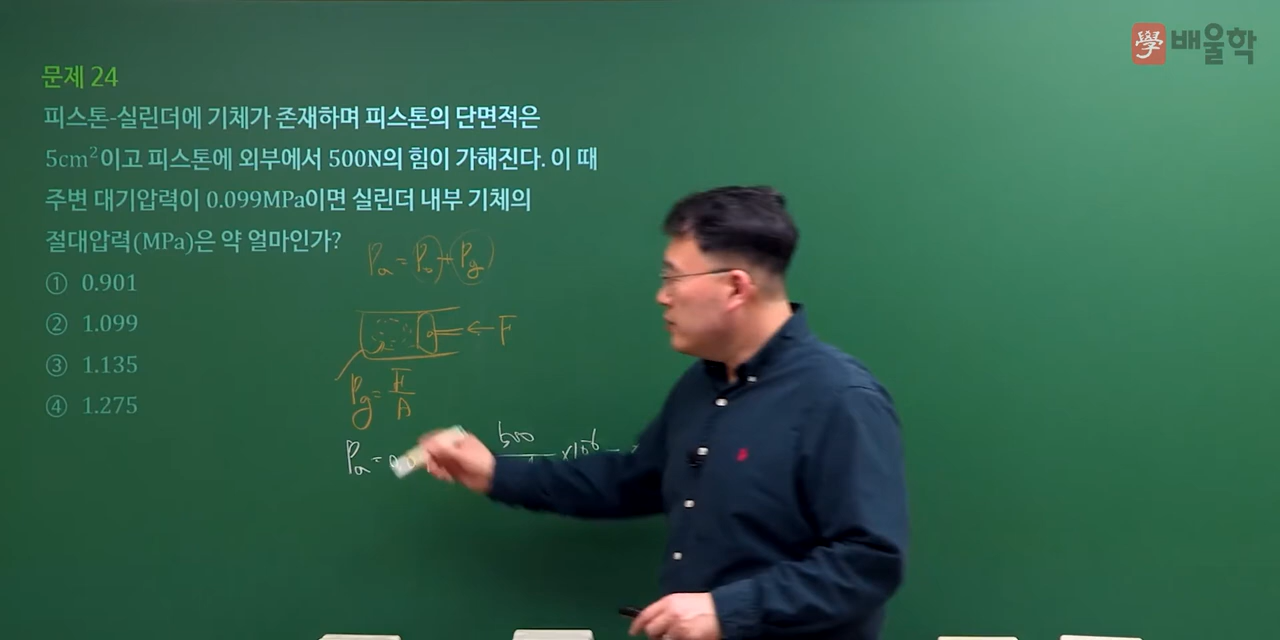 學 배울학
문제 24
피스톤-실린더에 기체가 존재하며 피스톤의 단면적은
5cm²이고 피스톤에 외부에서 500N의 힘이 가해진다. 이 때
주변 대기압력이 0.099MPa이면 실린더 내부 기체의
절대압력(MPa)은 약 얼마인가?
① 0.901
② 1.099
③ 1.135
④ 1.275
Pa = Po + Pg
F
Pg = F/A
Pa = 500 ×10⁻⁶